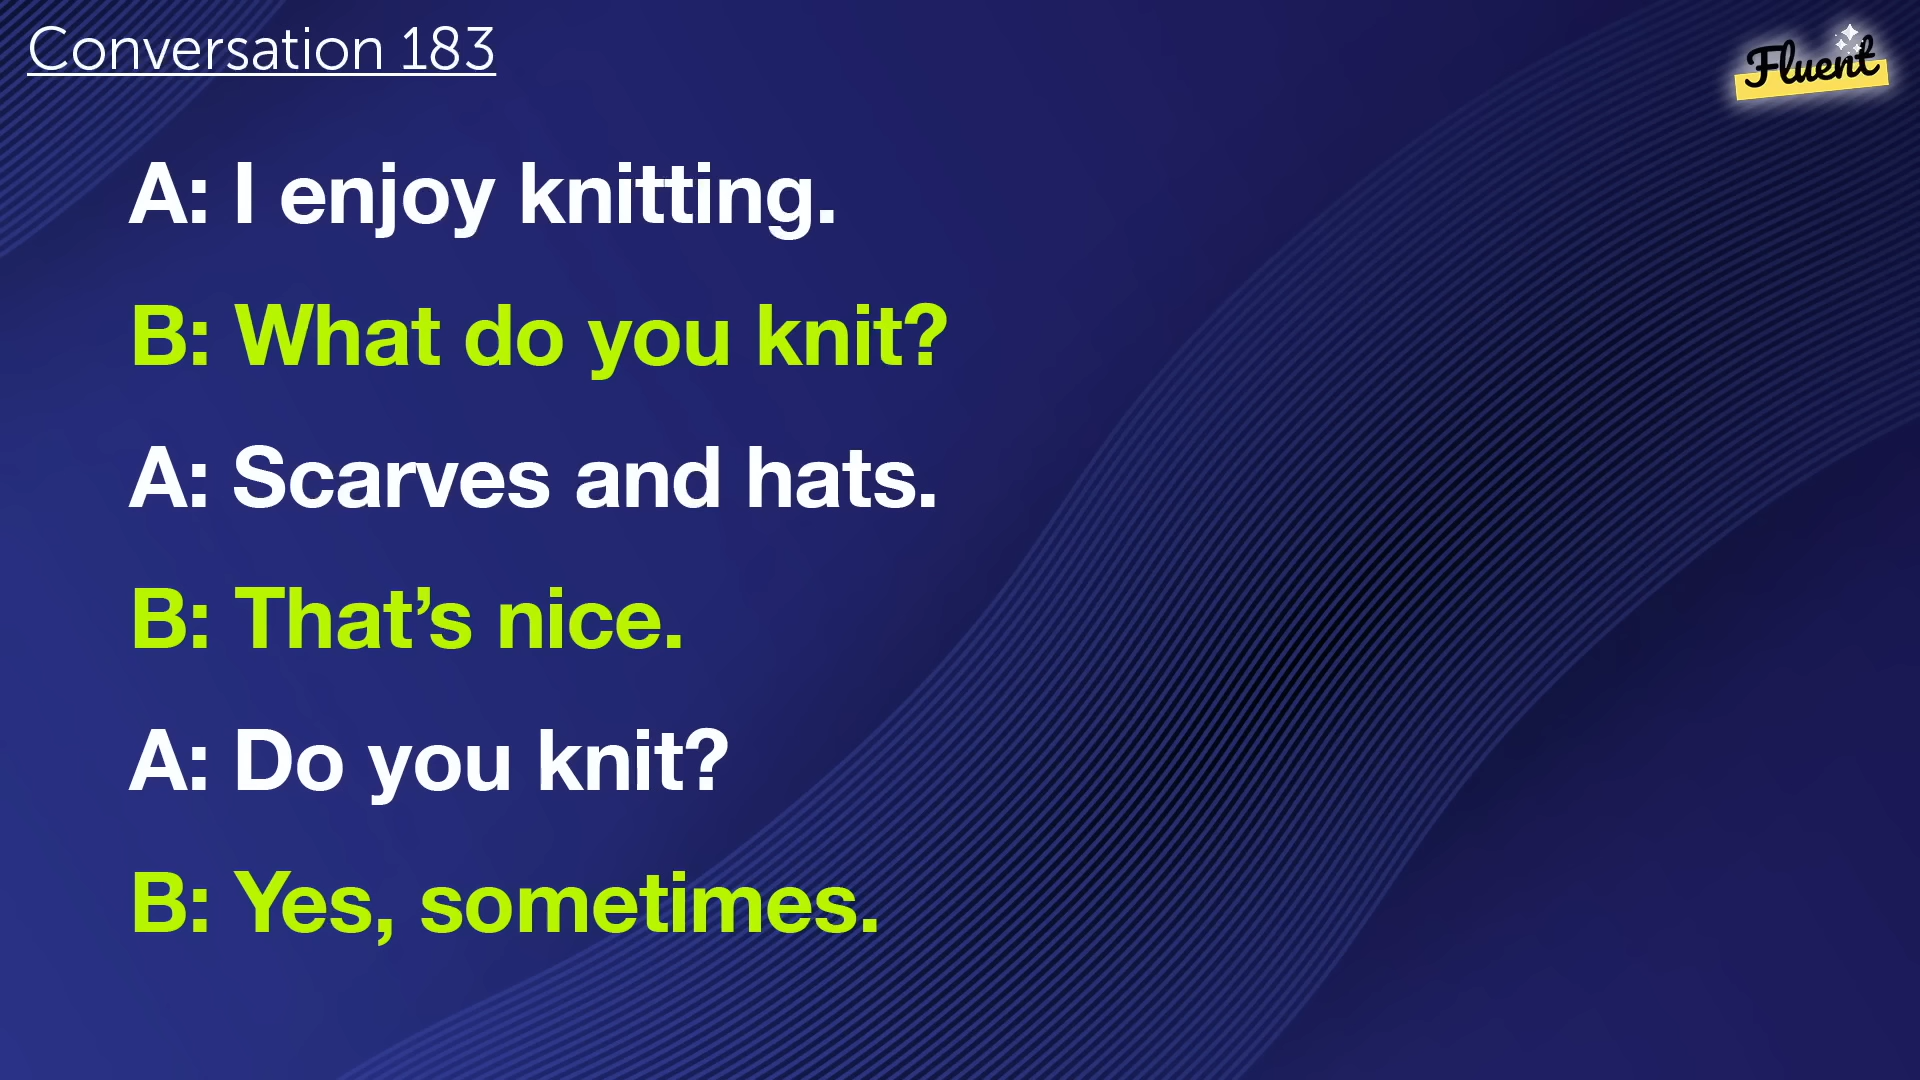 Conversation 183
Fluent
A: I enjoy knitting.
B: What do you knit?
A: Scarves and hats.
B: That’s nice.
A: Do you knit?
B: Yes, sometimes.